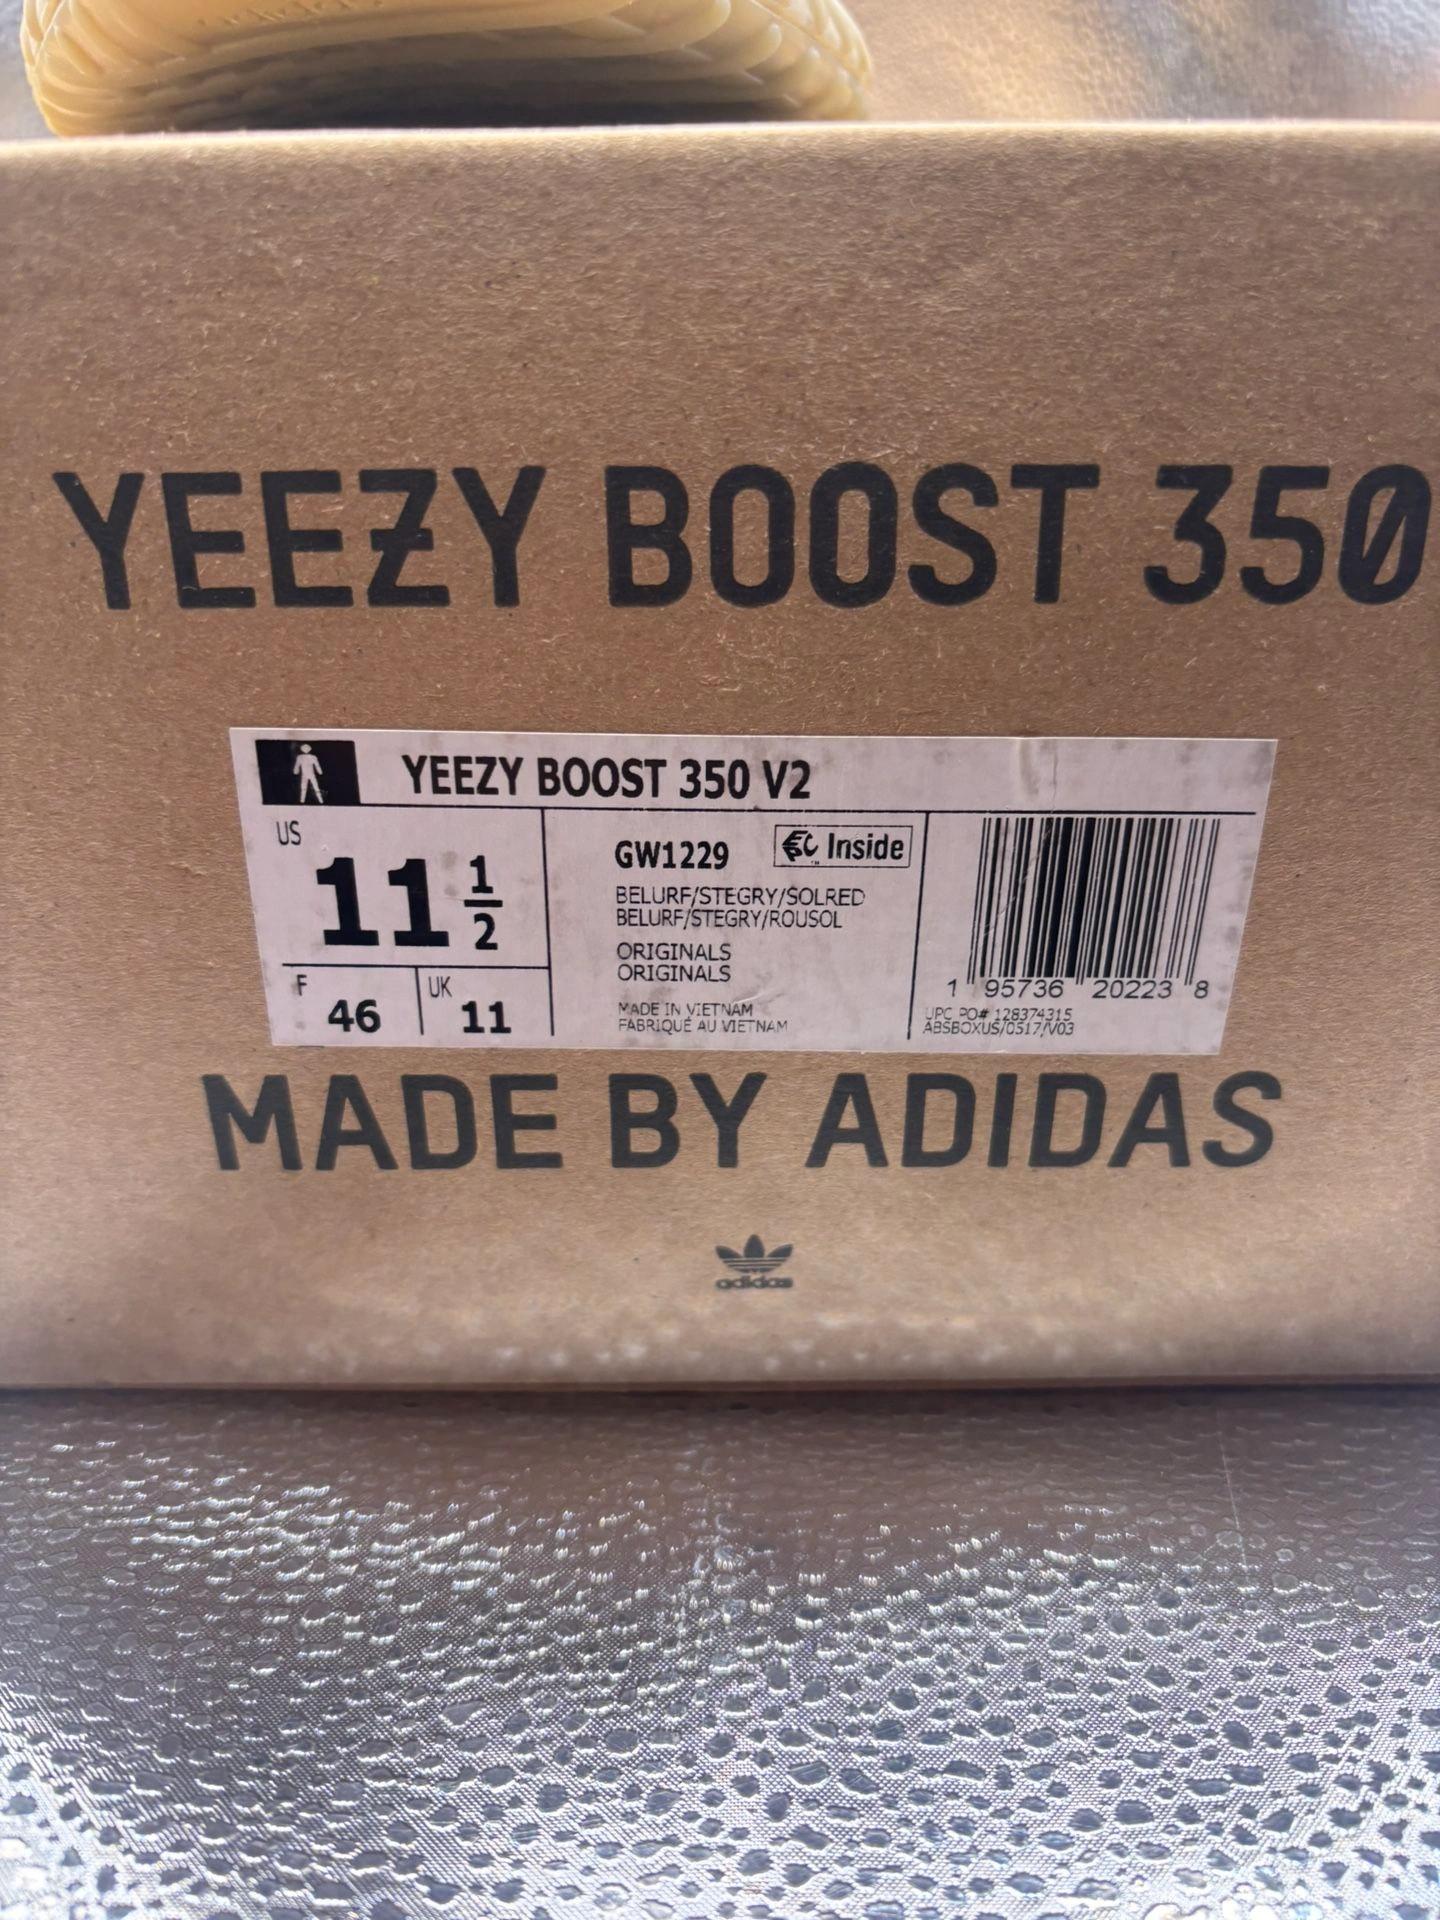 YEEZY BOOST 350
YEEZY BOOST 350 V2
US
11 1/2
F
46
UK
11
GW1229
EPC Inside
BELURF/STEGRY/SOLRED
BELURF/STEGRY/ROUSOL
ORIGINALS
ORIGINALS
MADE IN VIETNAM
FABRIQUÉ AU VIETNAM
1 95736 20223 8
UPC PO# 128374315
ABSBOXUS/0517/V03
MADE BY ADIDAS
adidas